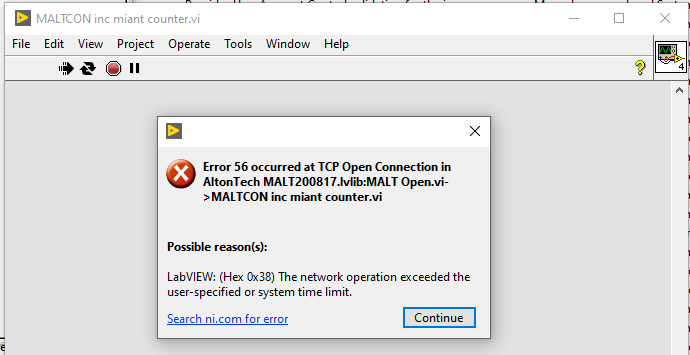 MALTCON inc miant counter.vi
File Edit View Project Operate Tools Window Help
?
4
Error 56 occurred at TCP Open Connection in
AltonTech MALT200817.lvlib:MALT Open.vi-
>MALTCON inc miant counter.vi
Possible reason(s):
LabVIEW: (Hex 0x38) The network operation exceeded the
user-specified or system time limit.
Search ni.com for error
Continue